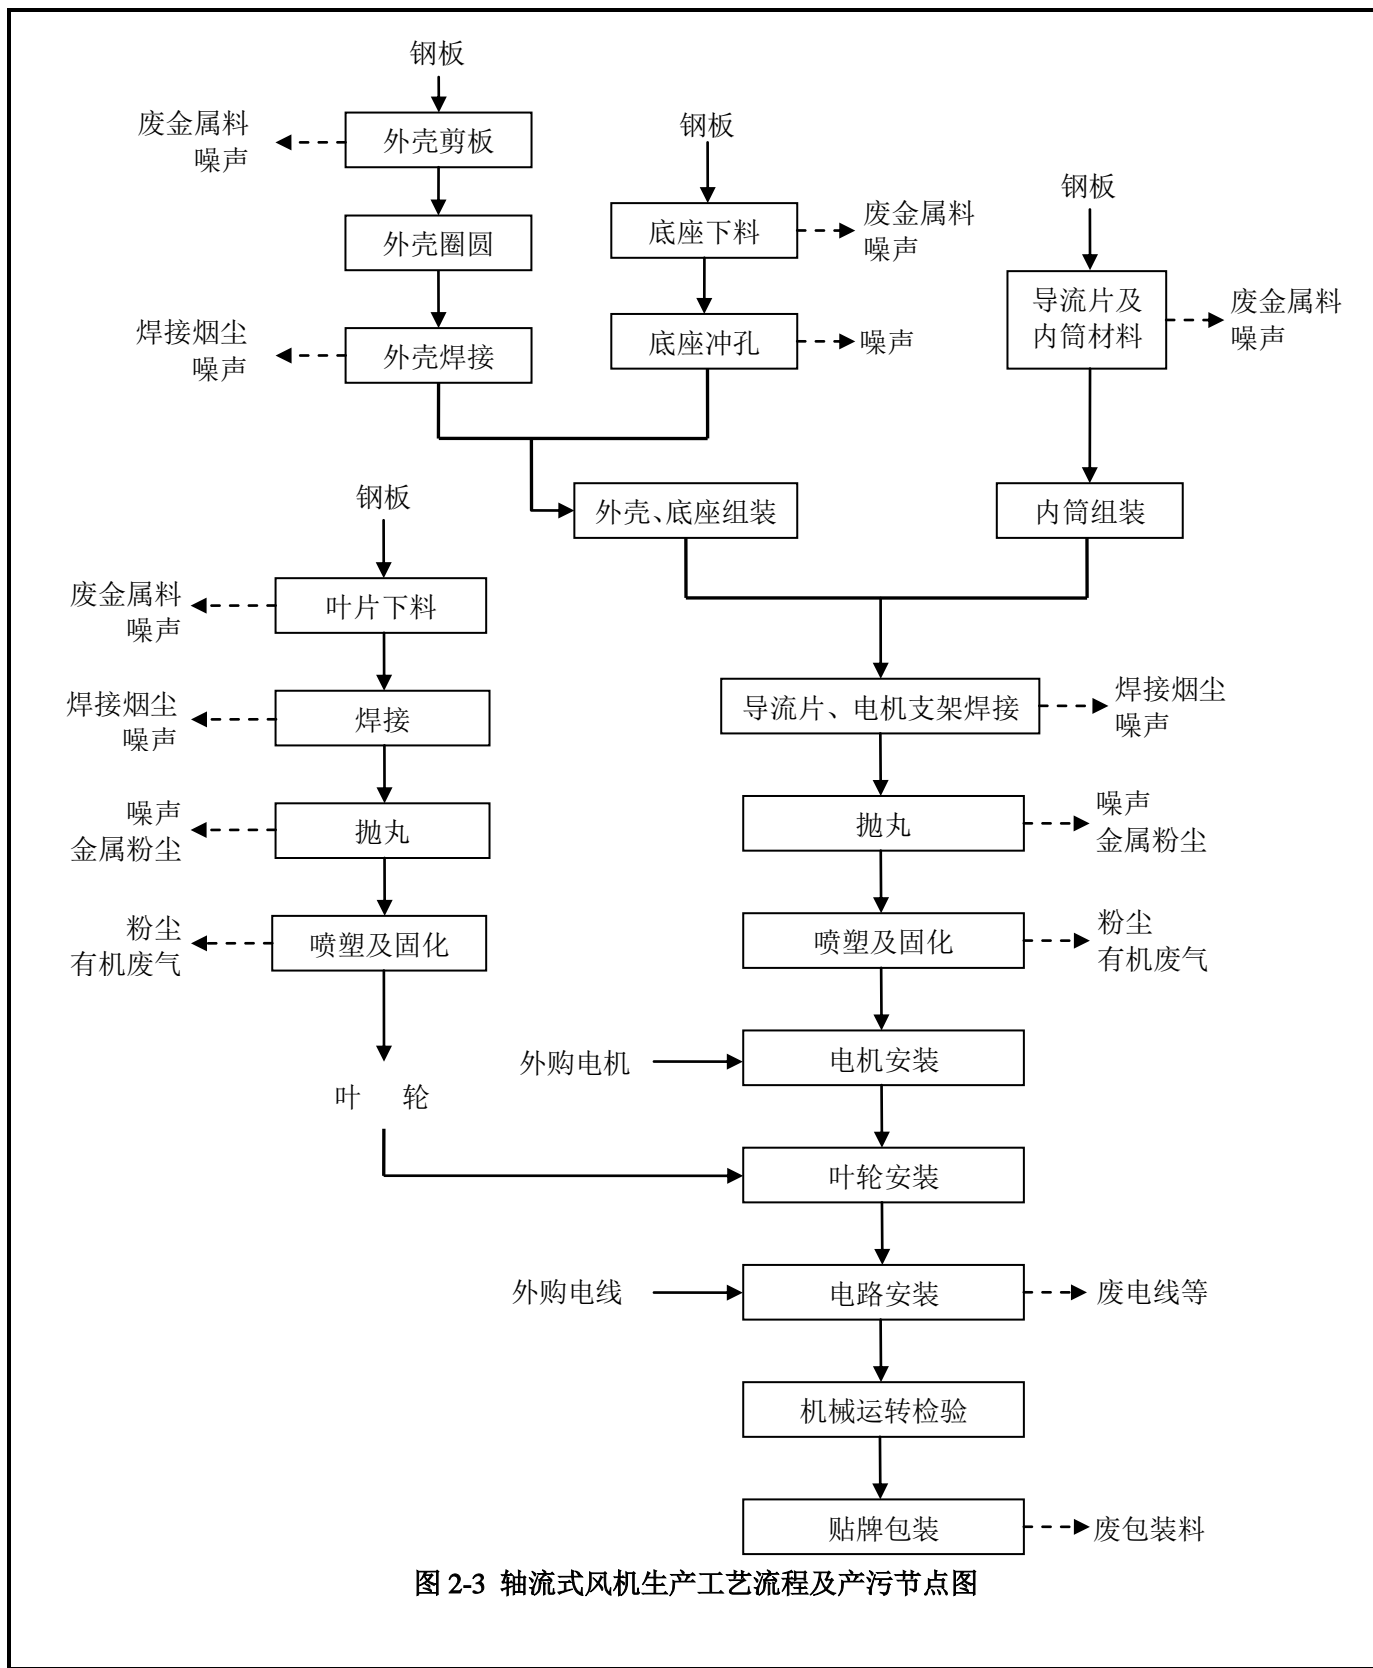 钢板
废金属料
噪声
外壳剪板
钢板
钢板
外壳圈圆
底座下料
废金属料
噪声
导流片及
内筒材料
废金属料
噪声
焊接烟尘
噪声
外壳焊接
底座冲孔
噪声
钢板
外壳、底座组装
内筒组装
废金属料
噪声
叶片下料
焊接烟尘
噪声
焊接
导流片、电机支架焊接
焊接烟尘
噪声
噪声
金属粉尘
抛丸
抛丸
噪声
金属粉尘
粉尘
有机废气
喷塑及固化
喷塑及固化
粉尘
有机废气
外购电机
电机安装
叶 轮
叶轮安装
外购电线
电路安装
废电线等
机械运转检验
贴牌包装
废包装料
图 2-3 轴流式风机生产工艺流程及产污节点图